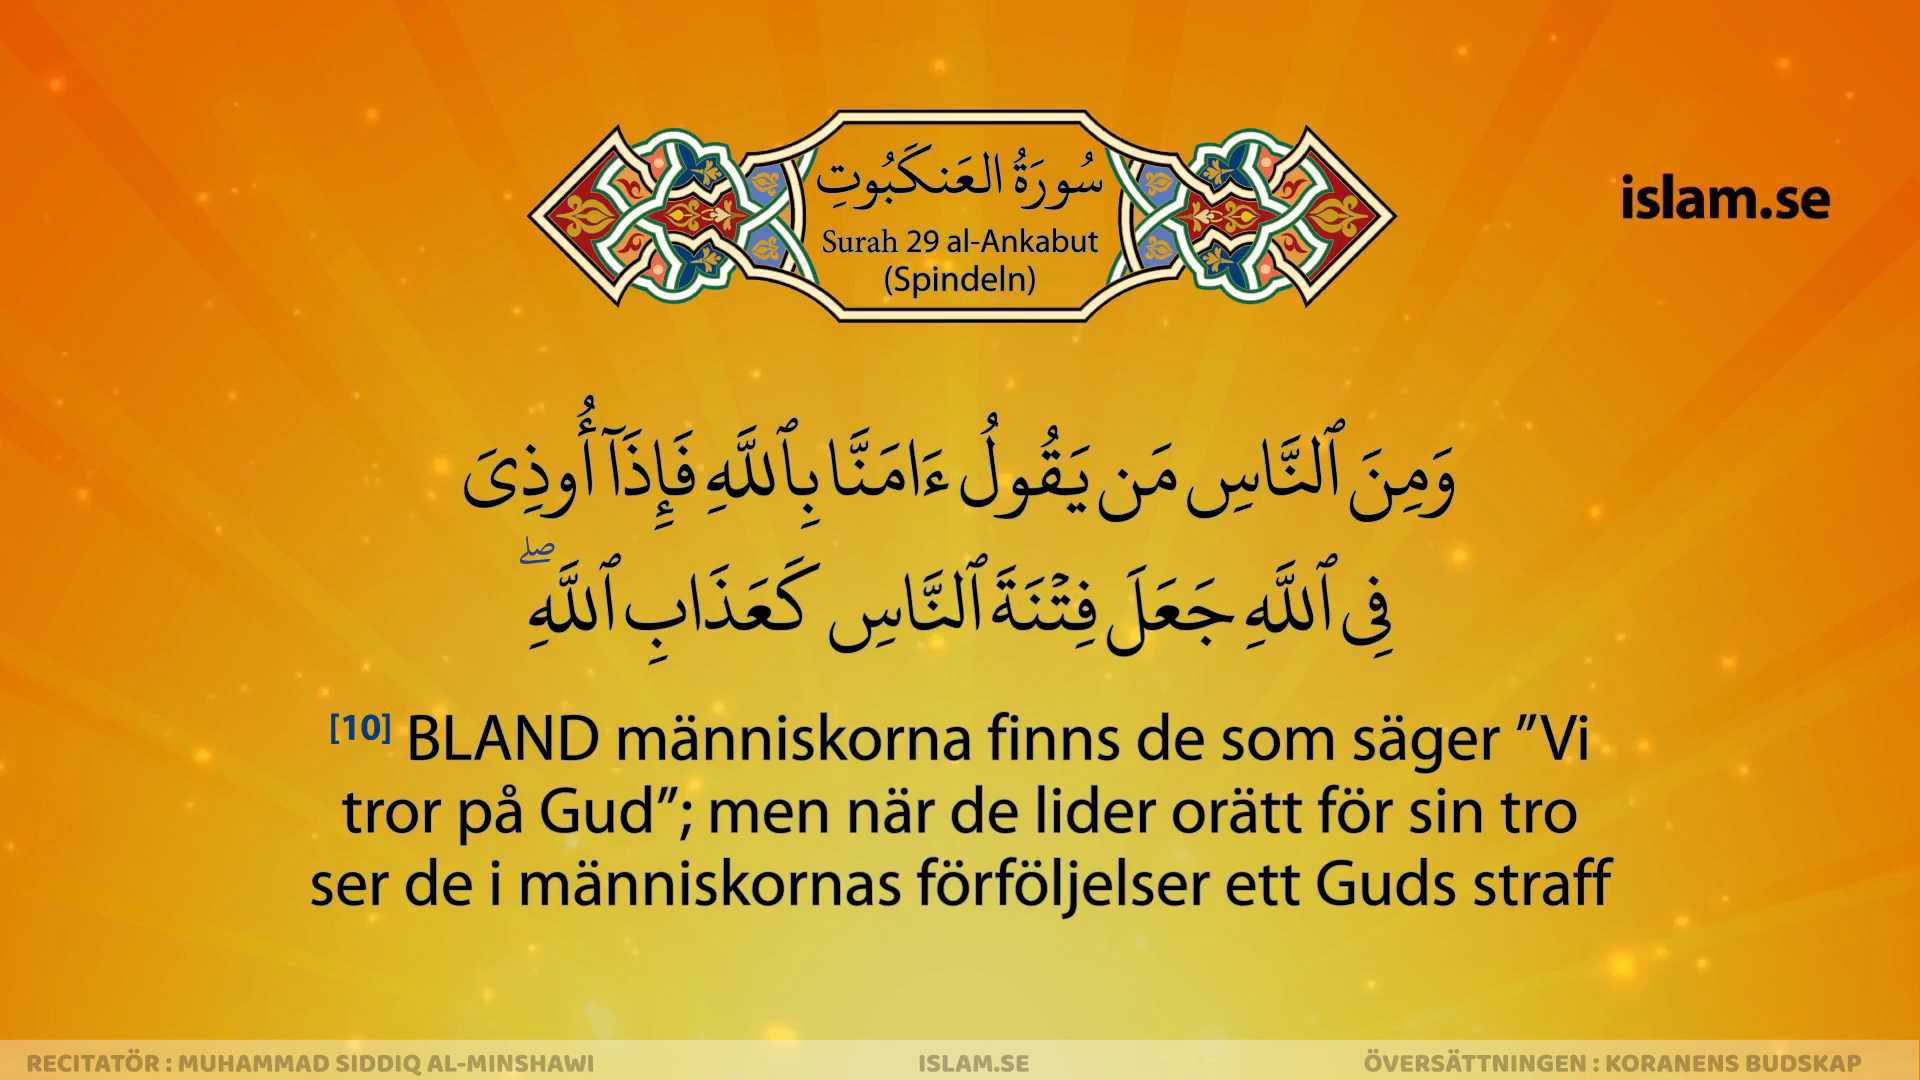 سُورَةُ العَنكَبُوتِ
Surah 29 al-Ankabut
(Spindeln)
islam.se
وَمِنَ ٱلنَّاسِ مَن يَقُولُ ءَامَنَّا بِٱللَّهِ فَإِذَآ أُوذِىَ
فِى ٱللَّهِ جَعَلَ فِتْنَةَ ٱلنَّاسِ كَعَذَابِ ٱللَّهِ ۖ
[10] BLAND människorna finns de som säger ”Vi
tror på Gud”; men när de lider orätt för sin tro
ser de i människornas förföljelser ett Guds straff
RECITATÖR : MUHAMMAD SIDDIQ AL-MINSHAWI
ISLAM.SE
ÖVERSÄTTNINGEN : KORANENS BUDSKAP